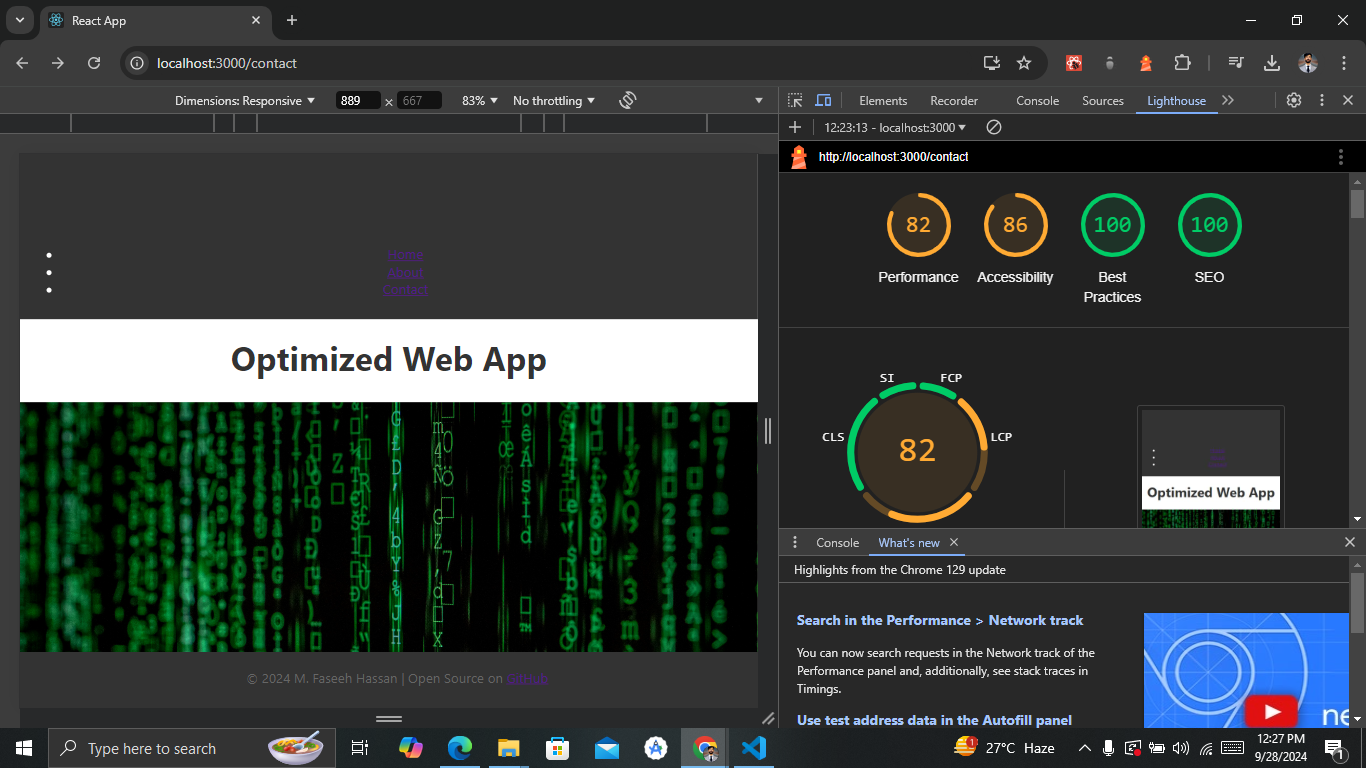 React App
localhost:3000/contact
Dimensions: Responsive
889 × 667
83%
No throttling
Elements
Recorder
Console
Sources
Lighthouse
12:23:13 - localhost:3000
http://localhost:3000/contact
82
86
100
100
Performance
Accessibility
Best
Practices
SEO
Home
About
Contact
Optimized Web App
© 2024 M. Faseeh Hassan | Open Source on GitHub
SI
FCP
CLS
LCP
82
Optimized Web App
Console
What's new
Highlights from the Chrome 129 update
Search in the Performance > Network track
You can now search requests in the Network track of the
Performance panel and, additionally, see stack traces in
Timings.
Use test address data in the Autofill panel
ne
Type here to search
1
27°C Haze
12:27 PM
9/28/2024
1